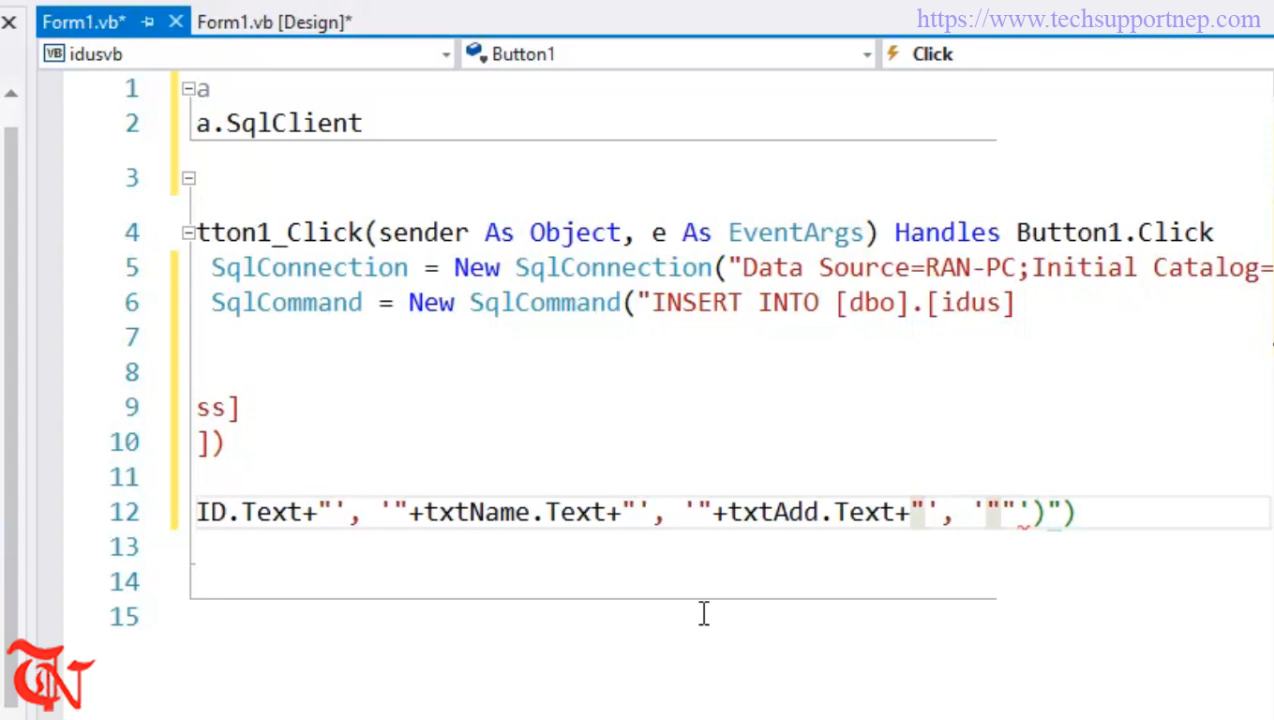 Form1.vb* Form1.vb [Design]* https://www.techsupportnep.com
VB idusvb Button1 Click
1 a
2 a.SqlClient
3
4 tton1_Click(sender As Object, e As EventArgs) Handles Button1.Click
5 SqlConnection = New SqlConnection("Data Source=RAN-PC;Initial Catalog=
6 SqlCommand = New SqlCommand("INSERT INTO [dbo].[idus]
7
8
9 ss]
10 ])
11
12 ID.Text+"', '"+txtName.Text+"', '"+txtAdd.Text+"', '""')")
13
14
15
TN